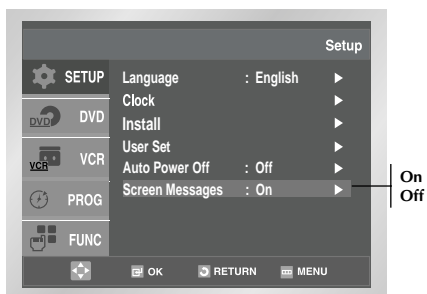 Setup
SETUP
Language : English
Clock
DVD DVD
Install
User Set
VCR VCR
Auto Power Off : Off
Screen Messages : On
On
Off
PROG
FUNC
OK RETURN MENU